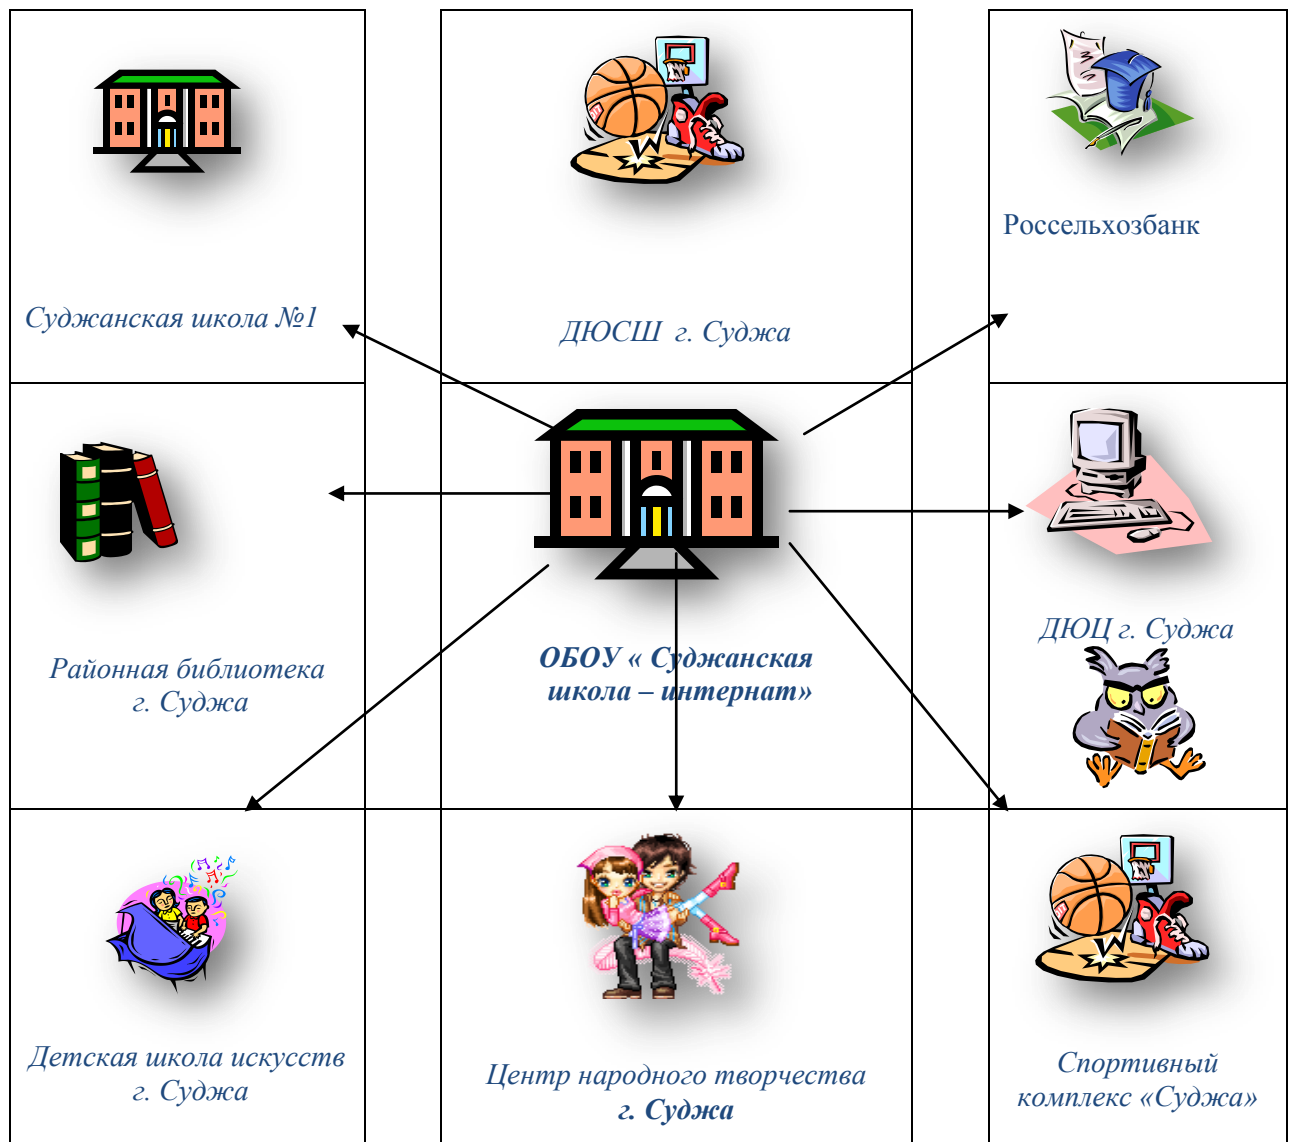 Суджанская школа №1
ДЮСШ г. Суджа
Россельхозбанк
Районная библиотека
г. Суджа
ОБОУ « Суджанская
школа – интернат»
ДЮЦ г. Суджа
Детская школа искусств
г. Суджа
Центр народного творчества
г. Суджа
Спортивный
комплекс «Суджа»